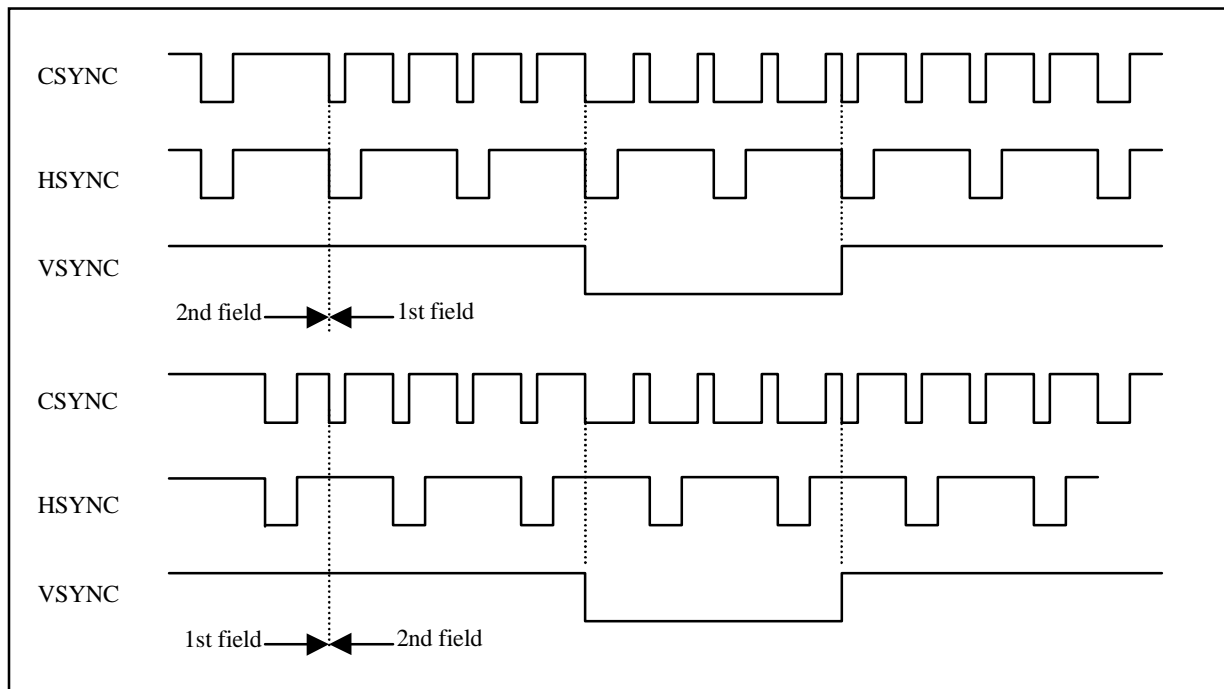 CSYNC
HSYNC
VSYNC
2nd field 1st field
CSYNC
HSYNC
VSYNC
1st field 2nd field